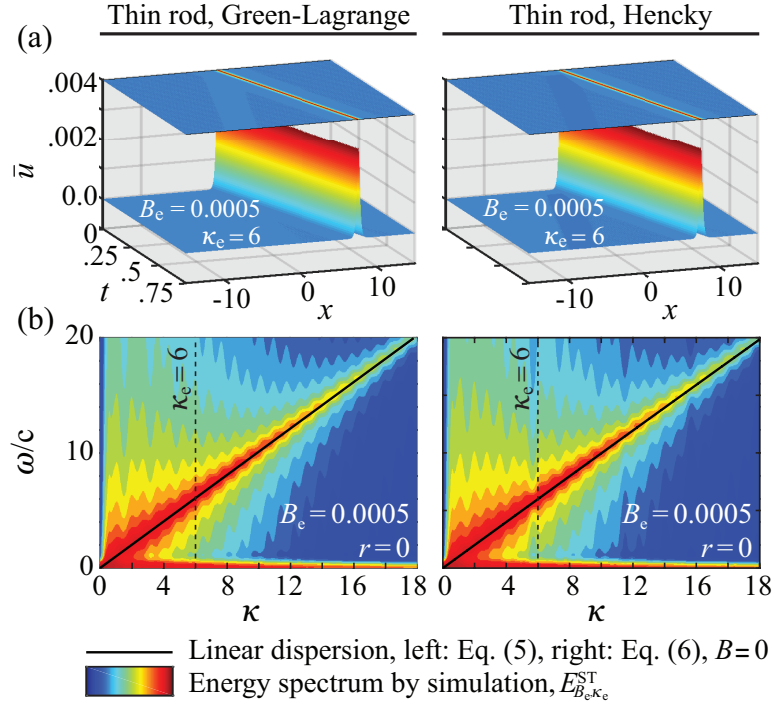 Thin rod, Green-Lagrange Thin rod, Hencky
(a)
.004
.002
0.0
ū
0
.25
.5
.75
t
-10 0 10
x
B_e = 0.0005
κ_e = 6
-10 0 10
x
B_e = 0.0005
κ_e = 6
(b)
20
10
0
ω/c
κ_e = 6
B_e = 0.0005
r = 0
0 4 8 12 18
κ
κ_e = 6
B_e = 0.0005
r = 0
0 4 8 12 18
κ
Linear dispersion, left: Eq. (5), right: Eq. (6), B = 0
Energy spectrum by simulation, E^ST_{B_e,κ_e}